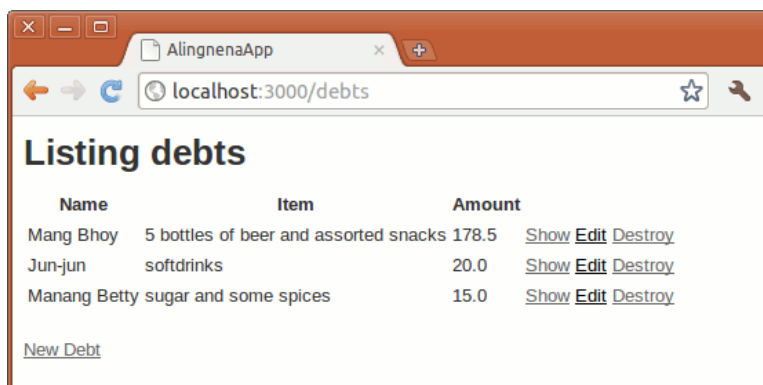 AlingnenaApp
localhost:3000/debts
Listing debts
Name Item Amount
Mang Bhoy 5 bottles of beer and assorted snacks 178.5 Show Edit Destroy
Jun-jun softdrinks 20.0 Show Edit Destroy
Manang Betty sugar and some spices 15.0 Show Edit Destroy
New Debt